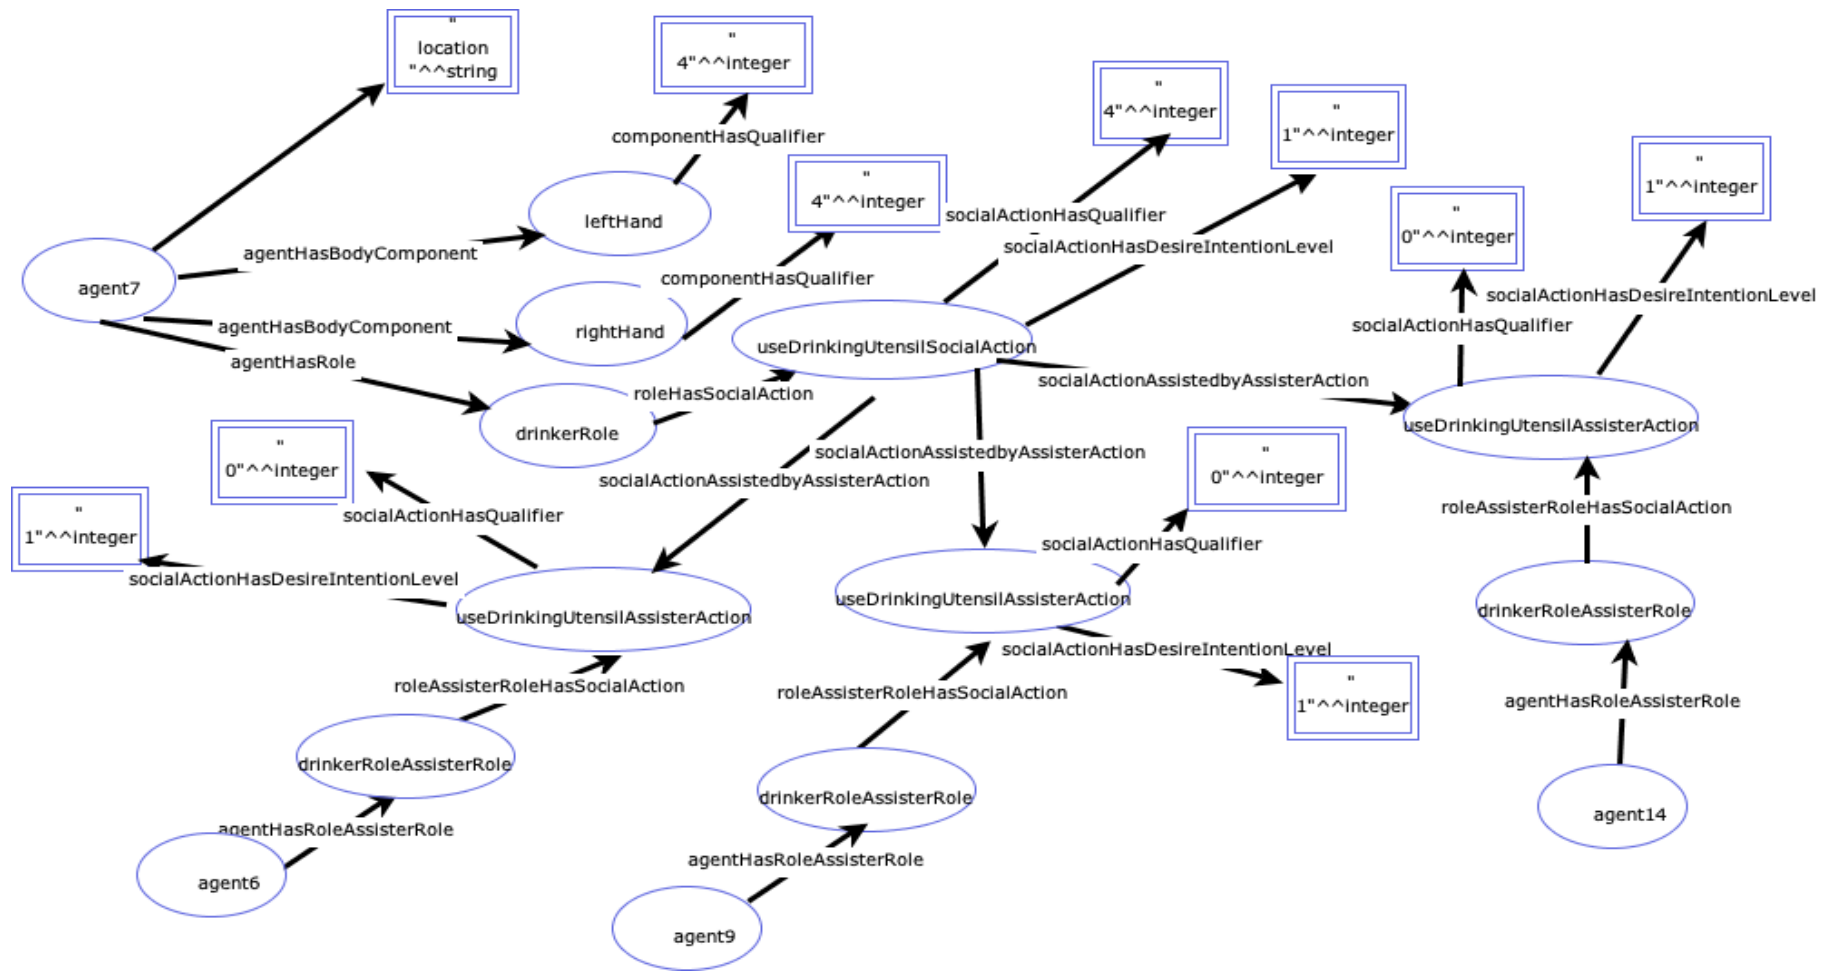 "
location
"^^string
"
4"^^integer
"
4"^^integer
"
1"^^integer
componentHasQualifier
"
1"^^integer
"
4"^^integer
"
0"^^integer
leftHand
socialActionHasQualifier
agentHasBodyComponent
socialActionHasDesireIntentionLevel
agent7
componentHasQualifier
socialActionHasDesireIntentionLevel
agentHasBodyComponent
rightHand
socialActionHasQualifier
useDrinkingUtensilSocialAction
agentHasRole
socialActionAssistedbyAssisterAction
roleHasSocialAction
drinkerRole
useDrinkingUtensilAssisterAction
"
0"^^integer
socialActionAssistedbyAssisterAction
"
0"^^integer
socialActionAssistedbyAssisterAction
"
1"^^integer
socialActionHasQualifier
roleAssisterRoleHasSocialAction
socialActionHasQualifier
socialActionHasDesireIntentionLevel
useDrinkingUtensilAssisterAction
useDrinkingUtensilAssisterAction
drinkerRoleAssisterRole
socialActionHasDesireIntentionLevel
roleAssisterRoleHasSocialAction
roleAssisterRoleHasSocialAction
"
1"^^integer
agentHasRoleAssisterRole
drinkerRoleAssisterRole
drinkerRoleAssisterRole
agent14
agentHasRoleAssisterRole
agentHasRoleAssisterRole
agent6
agent9